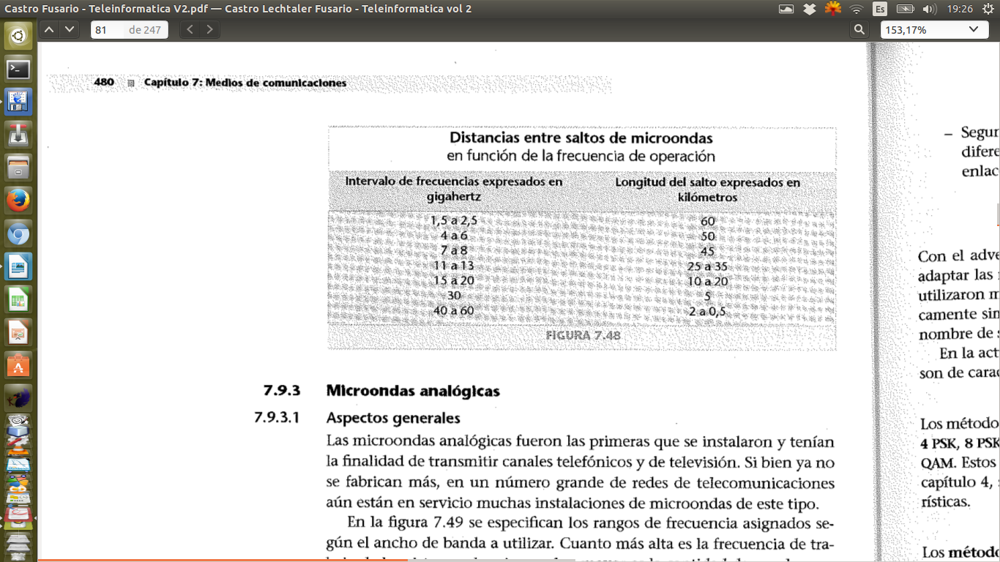 Castro Fusario - Teleinformatica V2.pdf — Castro Lechtaler Fusario - Teleinformatica vol 2
Es
19:26
81 de 247
153,17%
480 Capítulo 7: Medios de comunicaciones
Distancias entre saltos de microondas
en función de la frecuencia de operación
Intervalo de frecuencias expresados en gigahertz
Longitud del salto expresados en kilómetros
1,5 a 2,5 60
4 a 6 50
7 a 8 45
11 a 13 25 a 35
15 a 20 10 a 20
30 5
40 a 60 2 a 0,5
FIGURA 7.48
7.9.3 Microondas analógicas
7.9.3.1 Aspectos generales
Las microondas analógicas fueron las primeras que se instalaron y tenían
la finalidad de transmitir canales telefónicos y de televisión. Si bien ya no
se fabrican más, en un número grande de redes de telecomunicaciones
aún están en servicio muchas instalaciones de microondas de este tipo.
En la figura 7.49 se especifican los rangos de frecuencia asignados se-
gún el ancho de banda a utilizar. Cuanto más alta es la frecuencia de tra-
– Segur
difere
enlac
Con el adve
adaptar las
utilizaron m
camente sin
nombre de
En la act
son de cara
Los método
4 PSK, 8 PSK
QAM. Estos
capítulo 4,
rísticas.
Los método